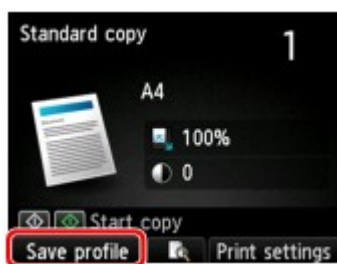 Standard copy
1
A4
100%
0
Start copy
Save profile
Print settings